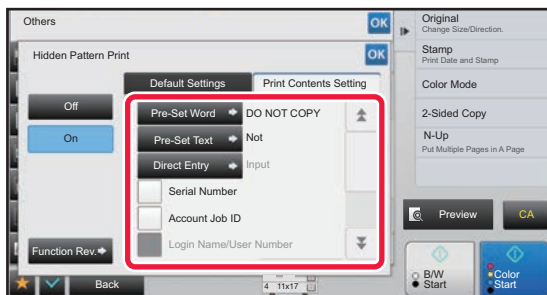 Others
OK
Hidden Pattern Print
OK
Default Settings
Print Contents Setting
Off
On
Pre-Set Word
DO NOT COPY
Pre-Set Text
Not
Direct Entry
Input
Serial Number
Account Job ID
Login Name/User Number
Function Rev.
Back
4 11x17
Original
Change Size/Direction.
Stamp
Print Date and Stamp
Color Mode
2-Sided Copy
N-Up
Put Multiple Pages in A Page
Preview
CA
B/W
Start
Color
Start